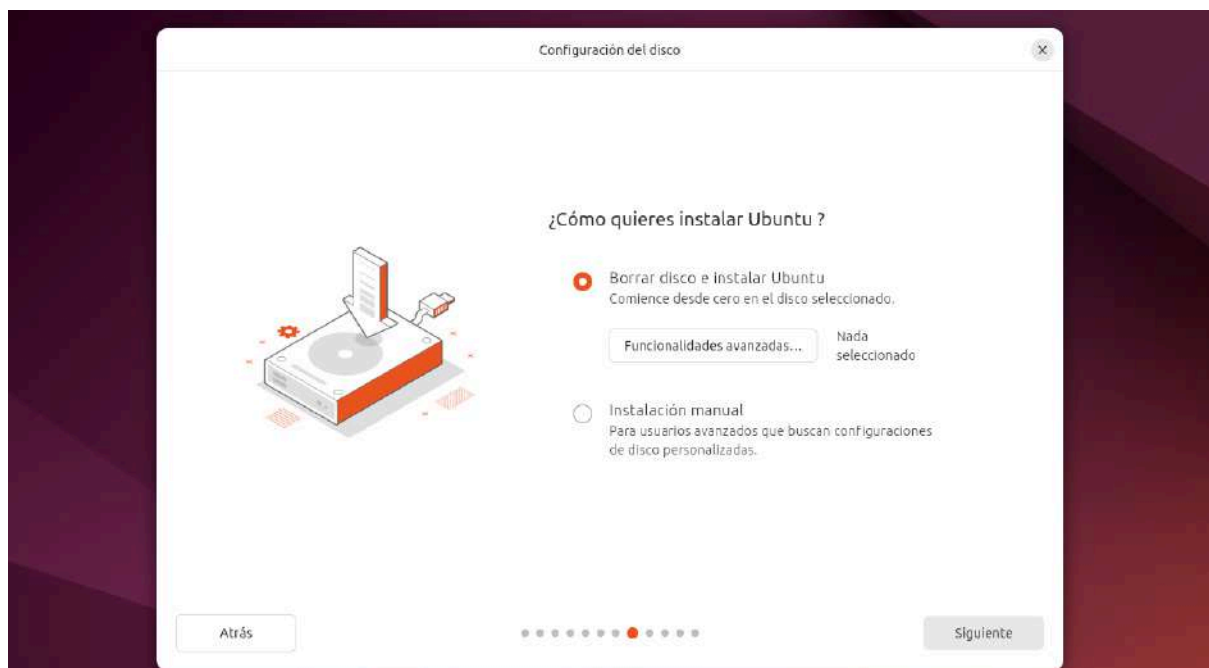 Configuración del disco
¿Cómo quieres instalar Ubuntu ?
Borrar disco e instalar Ubuntu
Comience desde cero en el disco seleccionado.
Funcionalidades avanzadas...
Nada
seleccionado
Instalación manual
Para usuarios avanzados que buscan configuraciones
de disco personalizadas.
Atrás
Siguiente